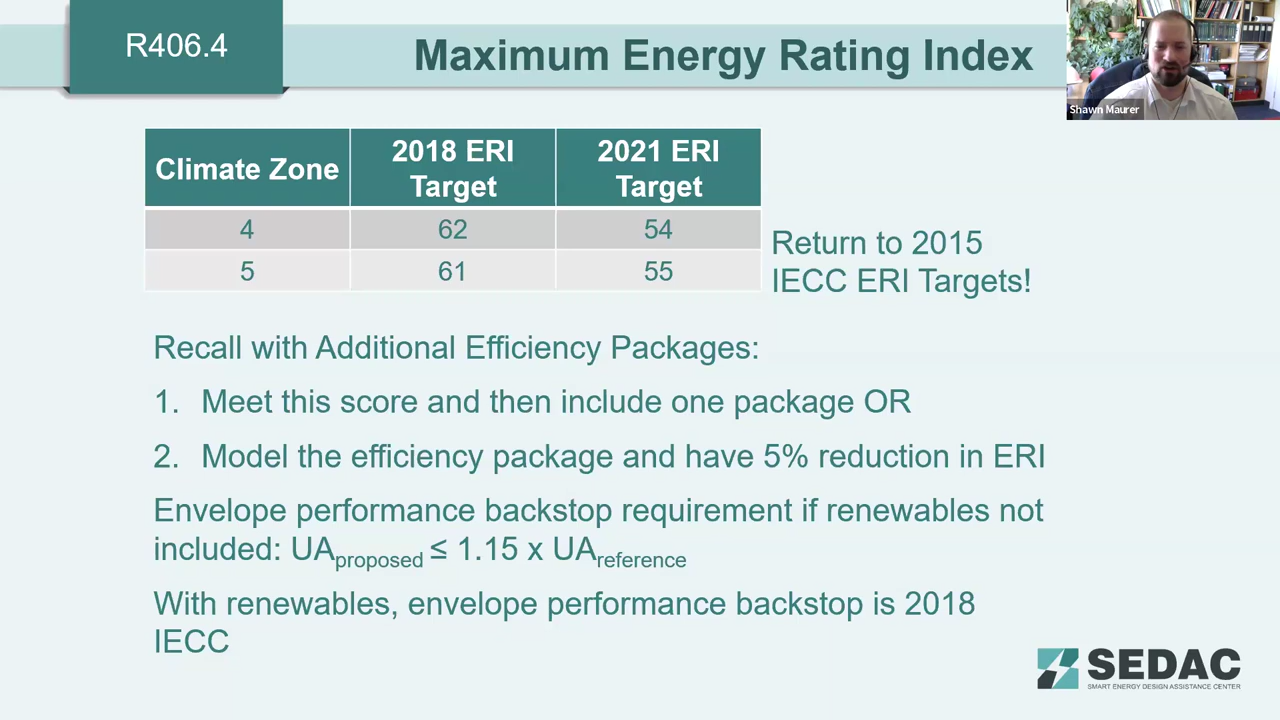 R406.4
Maximum Energy Rating Index
Shawn Maurer
Climate Zone
2018 ERI
Target
2021 ERI
Target
4 62 54
5 61 55
Return to 2015
IECC ERI Targets!
Recall with Additional Efficiency Packages:
1. Meet this score and then include one package OR
2. Model the efficiency package and have 5% reduction in ERI
Envelope performance backstop requirement if renewables not
included: UAproposed ≤ 1.15 x UAreference
With renewables, envelope performance backstop is 2018
IECC
SEDAC
SMART ENERGY DESIGN ASSISTANCE CENTER